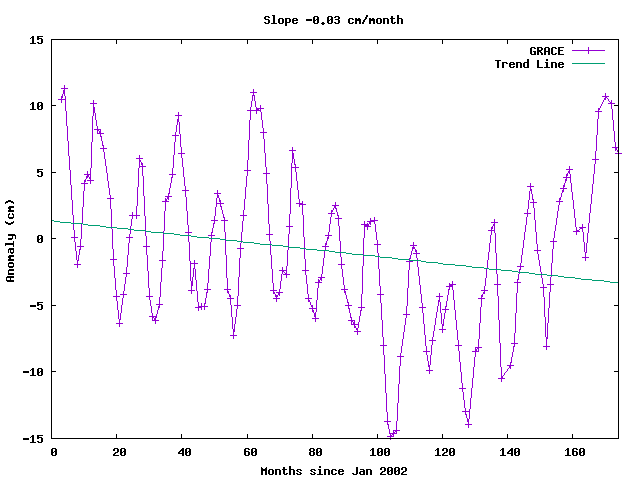 Slope -0.03 cm/month
GRACE
Trend Line
15
10
5
0
-5
-10
-15
Anomaly (cm)
0 20 40 60 80 100 120 140 160
Months since Jan 2002